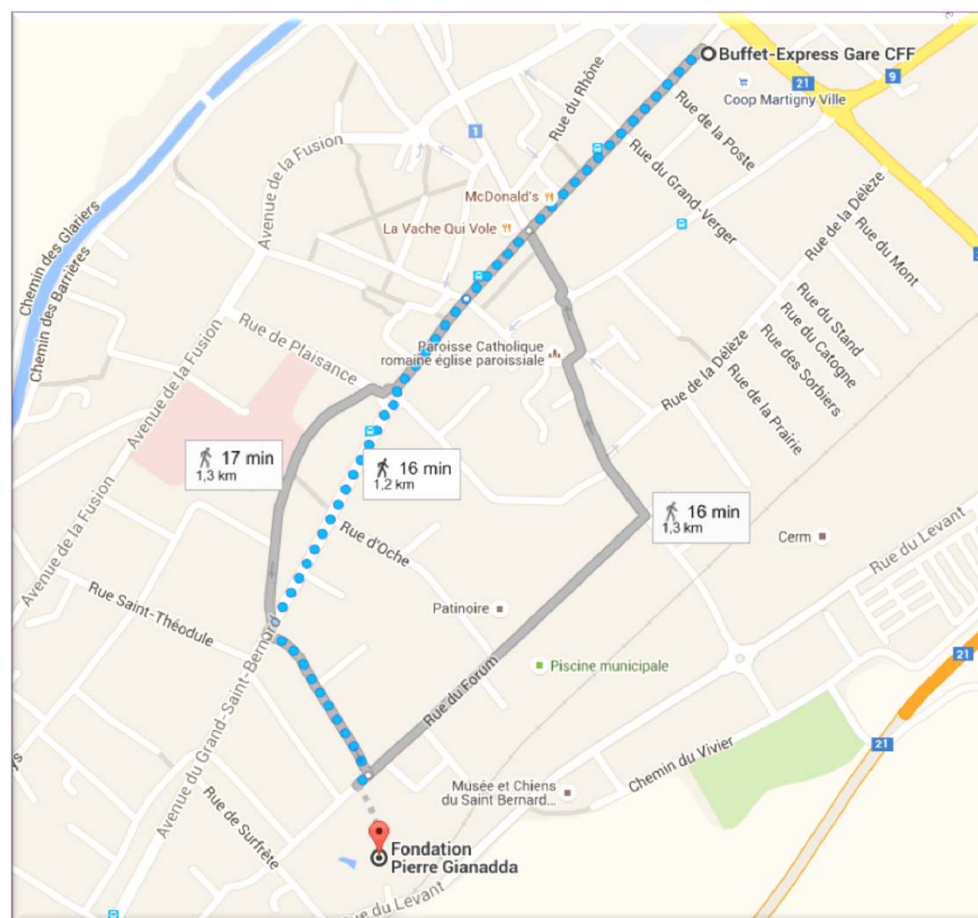 Buffet-Express Gare CFF
21
9
Coop Martigny Ville
Rue du Rhône
Rue de la Poste
1
Avenue de la Fusion
Rue du Grand-Verger
McDonald's
La Vache Qui Vole
Rue de la Délèze
Rue du Mont
Chemin des Glariers
Chemin des Barrières
Rue de Plaisance
Paroisse Catholique
romaine église paroissiale
Rue du Stand
Rue du Catogne
Rue des Sorbiers
Rue de la Prairie
Rue de la Délèze
Avenue de la Fusion
17 min
1,3 km
16 min
1,2 km
16 min
1,3 km
Avenue de la Fusion
Rue d'Oche
Cerm
Rue du Levant
Rue Saint-Théodule
Patinoire
Piscine municipale
21
Rue du Forum
Avenue du Grand-Saint-Bernard
21
Chemin du Vivier
Musée et Chiens
du Saint Bernard...
Rue de Surfrête
Fondation
Pierre Gianadda
Rue du Levant